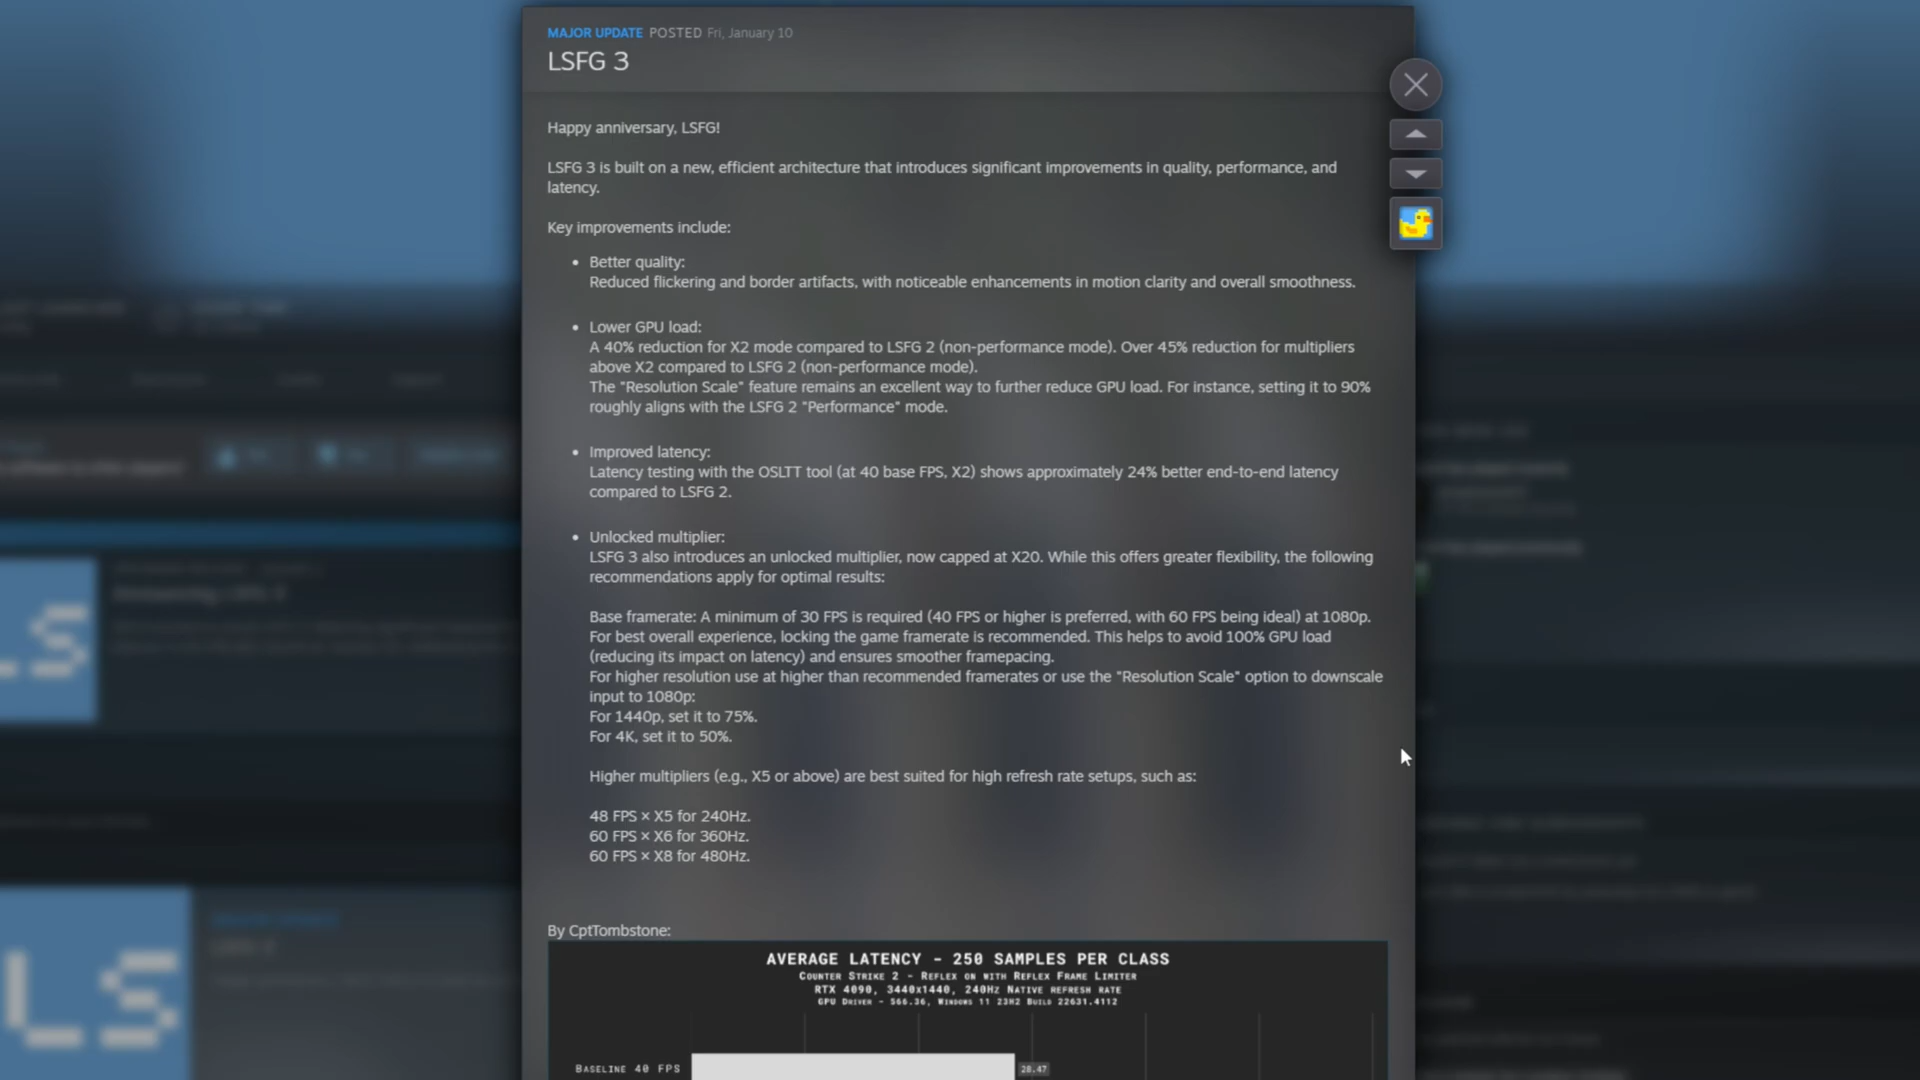 MAJOR UPDATE POSTED Fri, January 10
LSFG 3
Happy anniversary, LSFG!
LSFG 3 is built on a new, efficient architecture that introduces significant improvements in quality, performance, and
latency.
Key improvements include:
• Better quality:
Reduced flickering and border artifacts, with noticeable enhancements in motion clarity and overall smoothness.
• Lower GPU load:
A 40% reduction for X2 mode compared to LSFG 2 (non-performance mode). Over 45% reduction for multipliers
above X2 compared to LSFG 2 (non-performance mode).
The "Resolution Scale" feature remains an excellent way to further reduce GPU load. For instance, setting it to 90%
roughly aligns with the LSFG 2 "Performance" mode.
• Improved latency:
Latency testing with the OSLTT tool (at 40 base FPS, X2) shows approximately 24% better end-to-end latency
compared to LSFG 2.
• Unlocked multiplier:
LSFG 3 also introduces an unlocked multiplier, now capped at X20. While this offers greater flexibility, the following
recommendations apply for optimal results:
Base framerate: A minimum of 30 FPS is required (40 FPS or higher is preferred, with 60 FPS being ideal) at 1080p.
For best overall experience, locking the game framerate is recommended. This helps to avoid 100% GPU load
(reducing its impact on latency) and ensures smoother framepacing.
For higher resolution use at higher than recommended framerates or use the "Resolution Scale" option to downscale
input to 1080p:
For 1440p, set it to 75%.
For 4K, set it to 50%.
Higher multipliers (e.g., X5 or above) are best suited for high refresh rate setups, such as:
48 FPS × X5 for 240Hz.
60 FPS × X6 for 360Hz.
60 FPS × X8 for 480Hz.
By CptTombstone:
AVERAGE LATENCY - 250 SAMPLES PER CLASS
COUNTER STRIKE 2 - REFLEX ON WITH REFLEX FRAME LIMITER
RTX 4090, 3440x1440, 240HZ NATIVE REFRESH RATE
GPU DRIVER - 566.36, WINDOWS 11 23H2 BUILD 22631.4112
BASELINE 40 FPS 28.47
LS